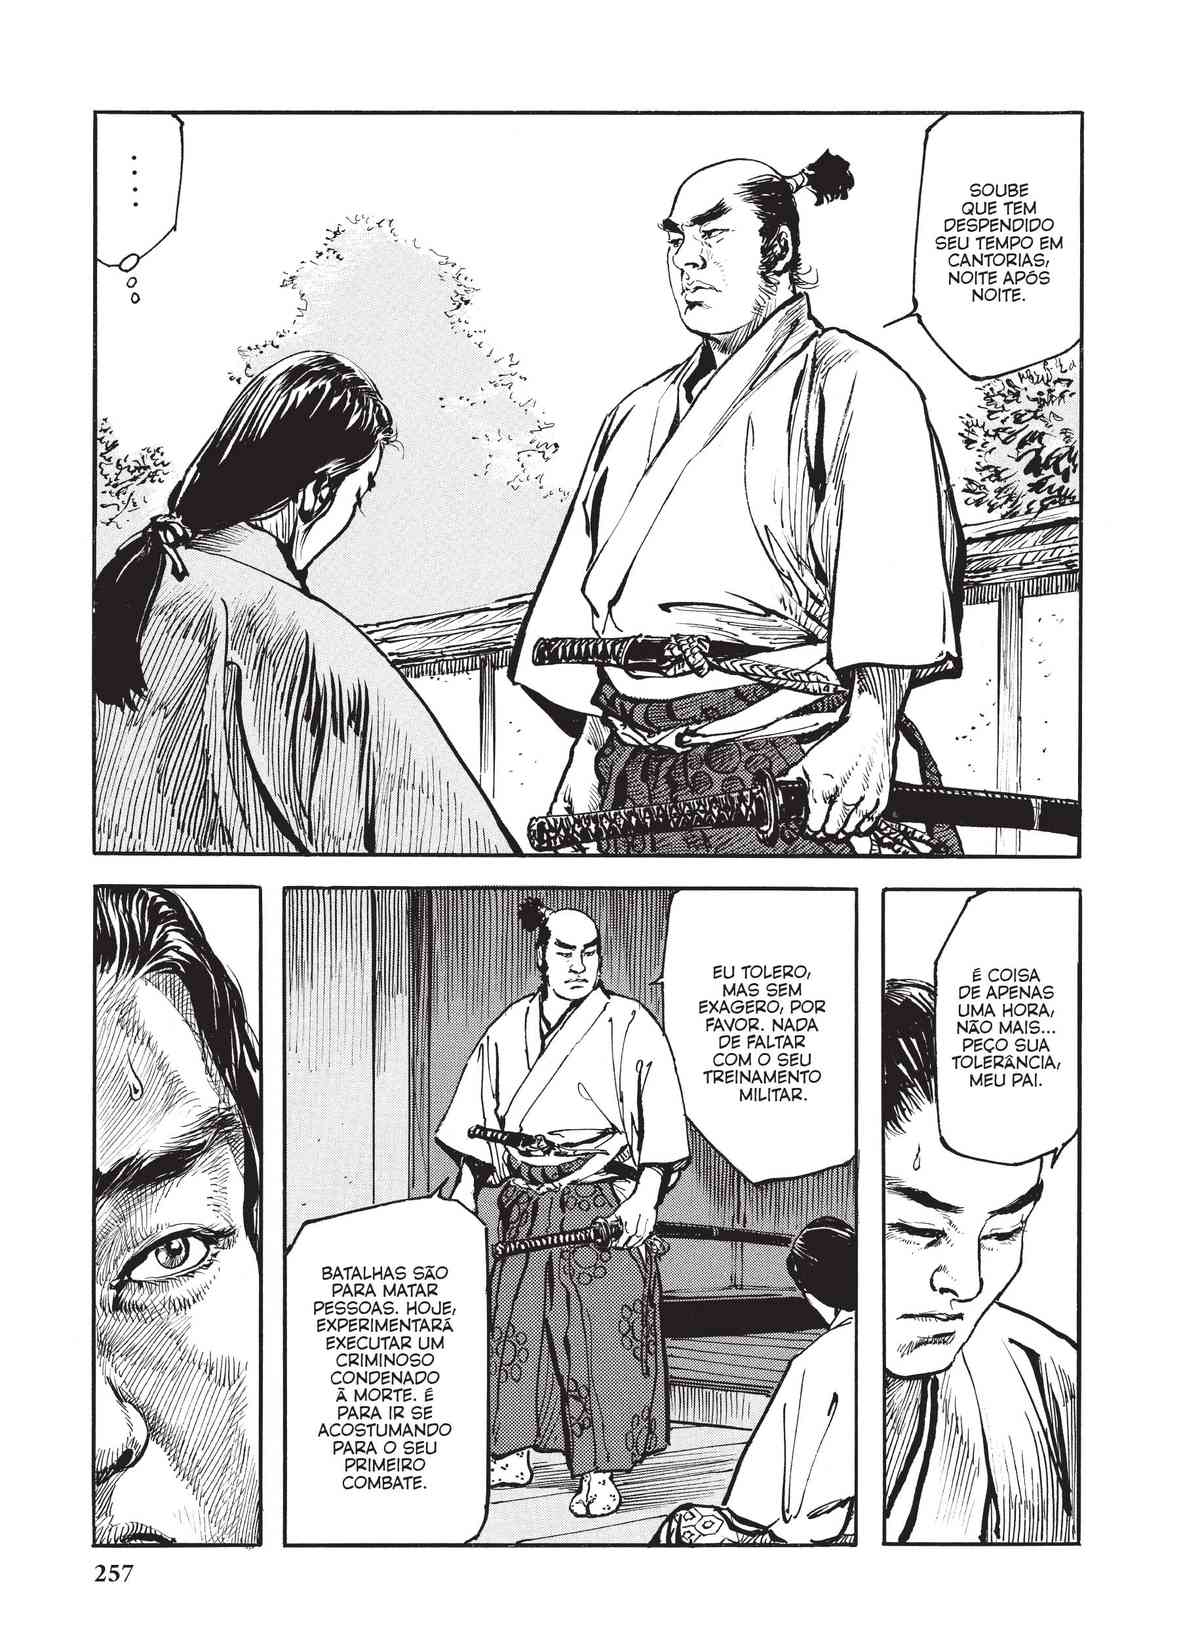 SOUBE
QUE TEM
DESPENDIDO
SEU TEMPO EM
CANTORIAS,
NOITE APÓS
NOITE.
....
É COISA
DE APENAS
UMA HORA,
NÃO MAIS...
PEÇO SUA
TOLERÂNCIA,
MEU PAI.
EU TOLERO,
MAS SEM
EXAGERO, POR
FAVOR. NADA
DE FALTAR
COM O SEU
TREINAMENTO
MILITAR.
BATALHAS SÃO
PARA MATAR
PESSOAS. HOJE,
EXPERIMENTARÁ
EXECUTAR UM
CRIMINOSO
CONDENADO
À MORTE. É
PARA IR SE
ACOSTUMANDO
PARA O SEU
PRIMEIRO
COMBATE.
257